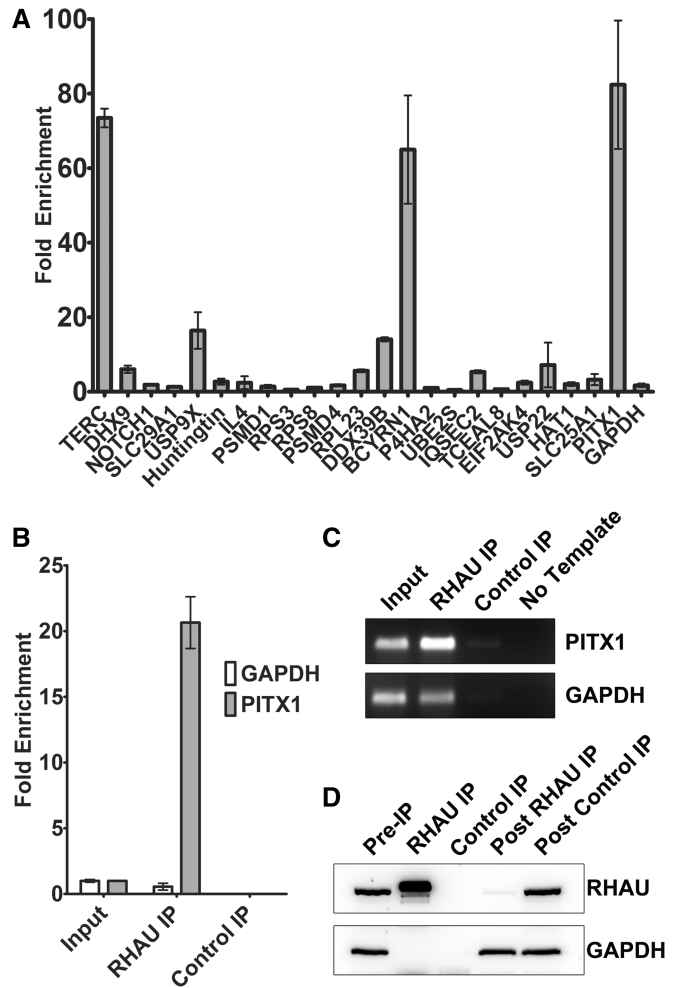 A
Fold Enrichment
100
80
60
40
20
0
TERC
DHX9
NOTCH1
SLC29A1
USP9X
Huntingtin
IL4
PSMD1
RPS3
RPS8
PSMD4
RPL23
DDX39B
BCYRN1
P4HA2
UBE2S
IQSEC2
TCEAL8
EIF2AK4
USP22
HAT1
SLC25A1
PITX1
GAPDH
B
Fold Enrichment
25
20
15
10
5
0
GAPDH
PITX1
Input
RHAU IP
Control IP
C
Input
RHAU IP
Control IP
No Template
PITX1
GAPDH
D
Pre-IP
RHAU IP
Control IP
Post RHAU IP
Post Control IP
RHAU
GAPDH